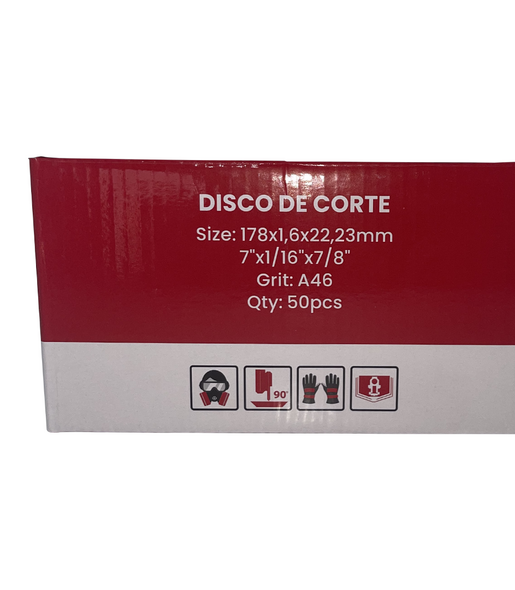 DISCO DE CORTE
Size: 178x1,6x22,23mm
7"x1/16"x7/8"
Grit: A46
Qty: 50pcs
90°